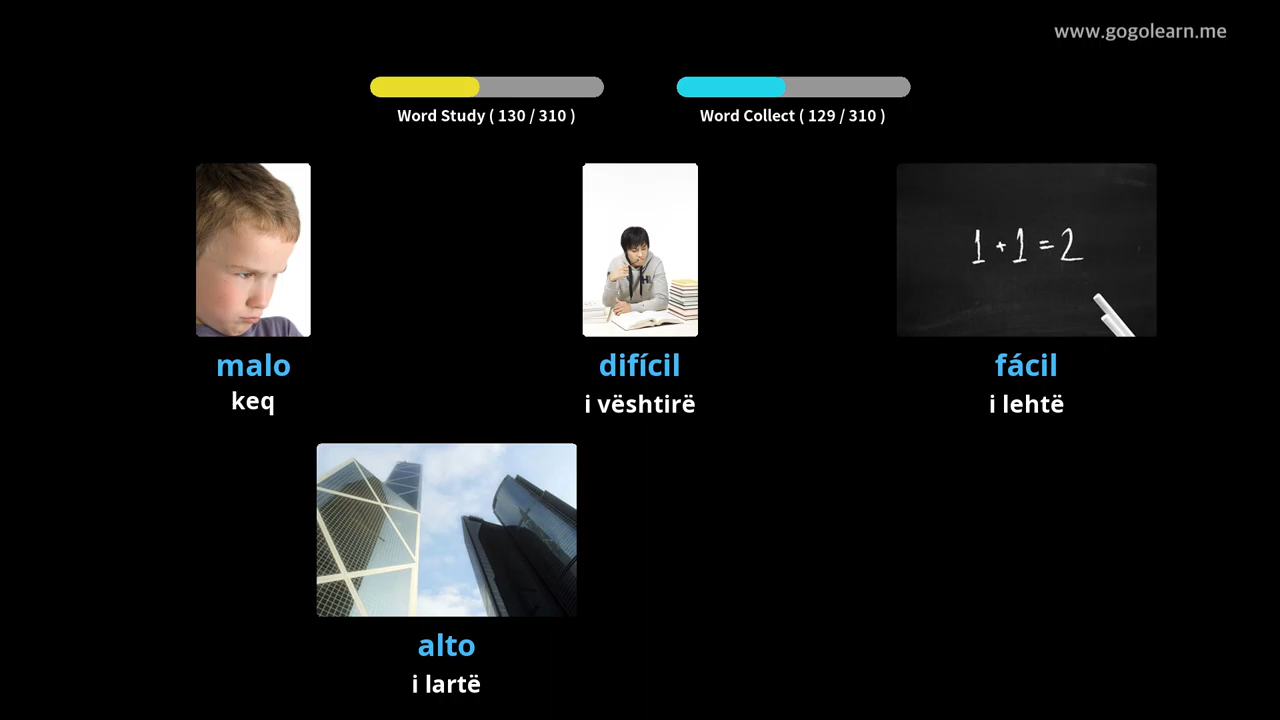 www.gogolearn.me
Word Study ( 130 / 310 )
Word Collect ( 129 / 310 )
1 + 1 = 2
malo
keq
difícil
i vështirë
fácil
i lehtë
alto
i lartë